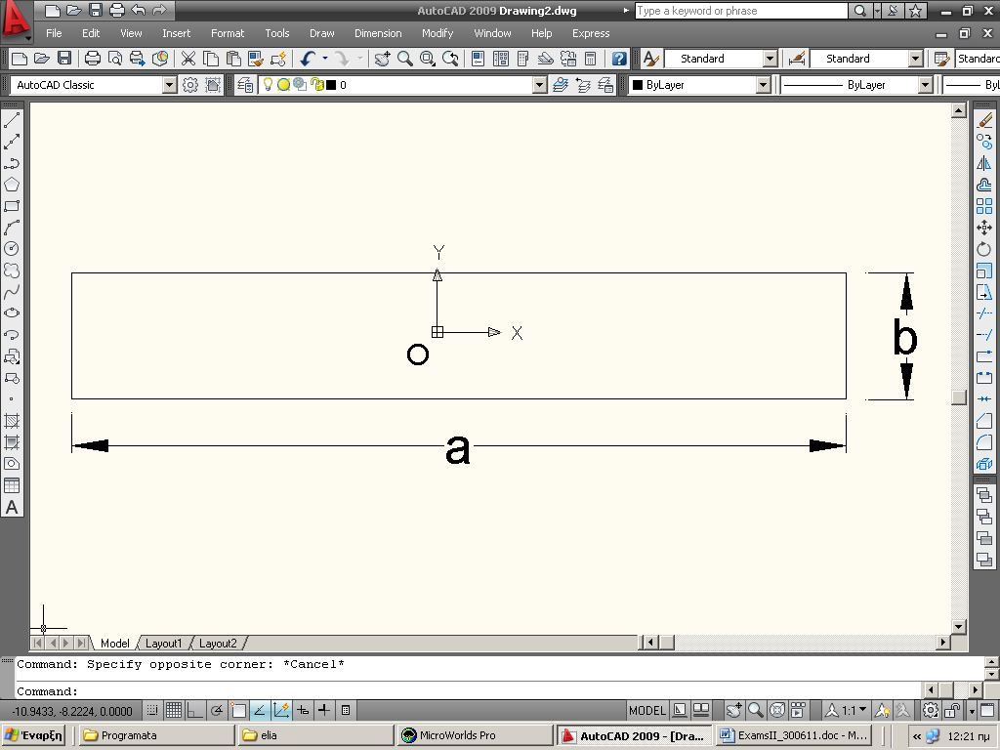 AutoCAD 2009 Drawing2.dwg
Type a keyword or phrase
File Edit View Insert Format Tools Draw Dimension Modify Window Help Express
Standard Standard Standard
AutoCAD Classic 0 ByLayer ByLayer ByL
Y
X
O
b
a
A
Model Layout1 Layout2
Command: Specify opposite corner: *Cancel*
Command:
-10.9433, -8.2224, 0.0000 MODEL 1:1
Έναρξη Programata elia MicroWorlds Pro AutoCAD 2009 - [Dra... ExamsII_300611.doc - M... « 12:21 πμ